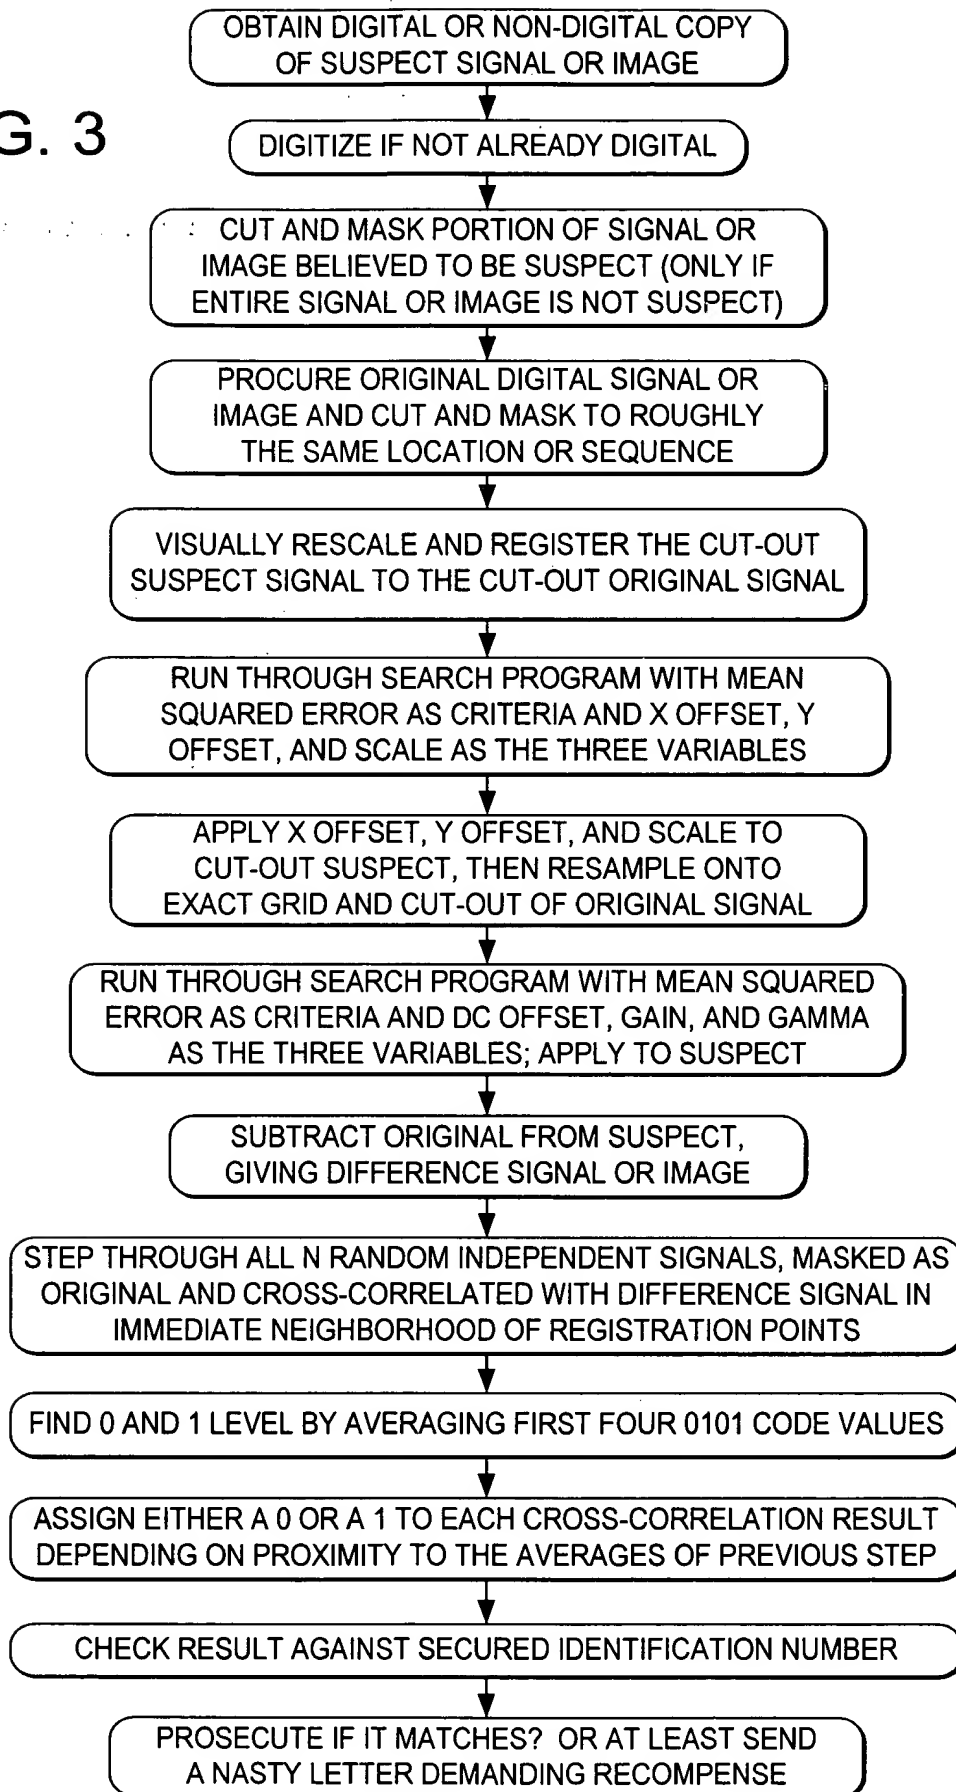 OBTAIN DIGITAL OR NON-DIGITAL COPY
OF SUSPECT SIGNAL OR IMAGE
G. 3
DIGITIZE IF NOT ALREADY DIGITAL
CUT AND MASK PORTION OF SIGNAL OR
IMAGE BELIEVED TO BE SUSPECT (ONLY IF
ENTIRE SIGNAL OR IMAGE IS NOT SUSPECT)
PROCURE ORIGINAL DIGITAL SIGNAL OR
IMAGE AND CUT AND MASK TO ROUGHLY
THE SAME LOCATION OR SEQUENCE
VISUALLY RESCALE AND REGISTER THE CUT-OUT
SUSPECT SIGNAL TO THE CUT-OUT ORIGINAL SIGNAL
RUN THROUGH SEARCH PROGRAM WITH MEAN
SQUARED ERROR AS CRITERIA AND X OFFSET, Y
OFFSET, AND SCALE AS THE THREE VARIABLES
APPLY X OFFSET, Y OFFSET, AND SCALE TO
CUT-OUT SUSPECT, THEN RESAMPLE ONTO
EXACT GRID AND CUT-OUT OF ORIGINAL SIGNAL
RUN THROUGH SEARCH PROGRAM WITH MEAN SQUARED
ERROR AS CRITERIA AND DC OFFSET, GAIN, AND GAMMA
AS THE THREE VARIABLES; APPLY TO SUSPECT
SUBTRACT ORIGINAL FROM SUSPECT,
GIVING DIFFERENCE SIGNAL OR IMAGE
STEP THROUGH ALL N RANDOM INDEPENDENT SIGNALS, MASKED AS
ORIGINAL AND CROSS-CORRELATED WITH DIFFERENCE SIGNAL IN
IMMEDIATE NEIGHBORHOOD OF REGISTRATION POINTS
FIND 0 AND 1 LEVEL BY AVERAGING FIRST FOUR 0101 CODE VALUES
ASSIGN EITHER A 0 OR A 1 TO EACH CROSS-CORRELATION RESULT
DEPENDING ON PROXIMITY TO THE AVERAGES OF PREVIOUS STEP
CHECK RESULT AGAINST SECURED IDENTIFICATION NUMBER
PROSECUTE IF IT MATCHES? OR AT LEAST SEND
A NASTY LETTER DEMANDING RECOMPENSE